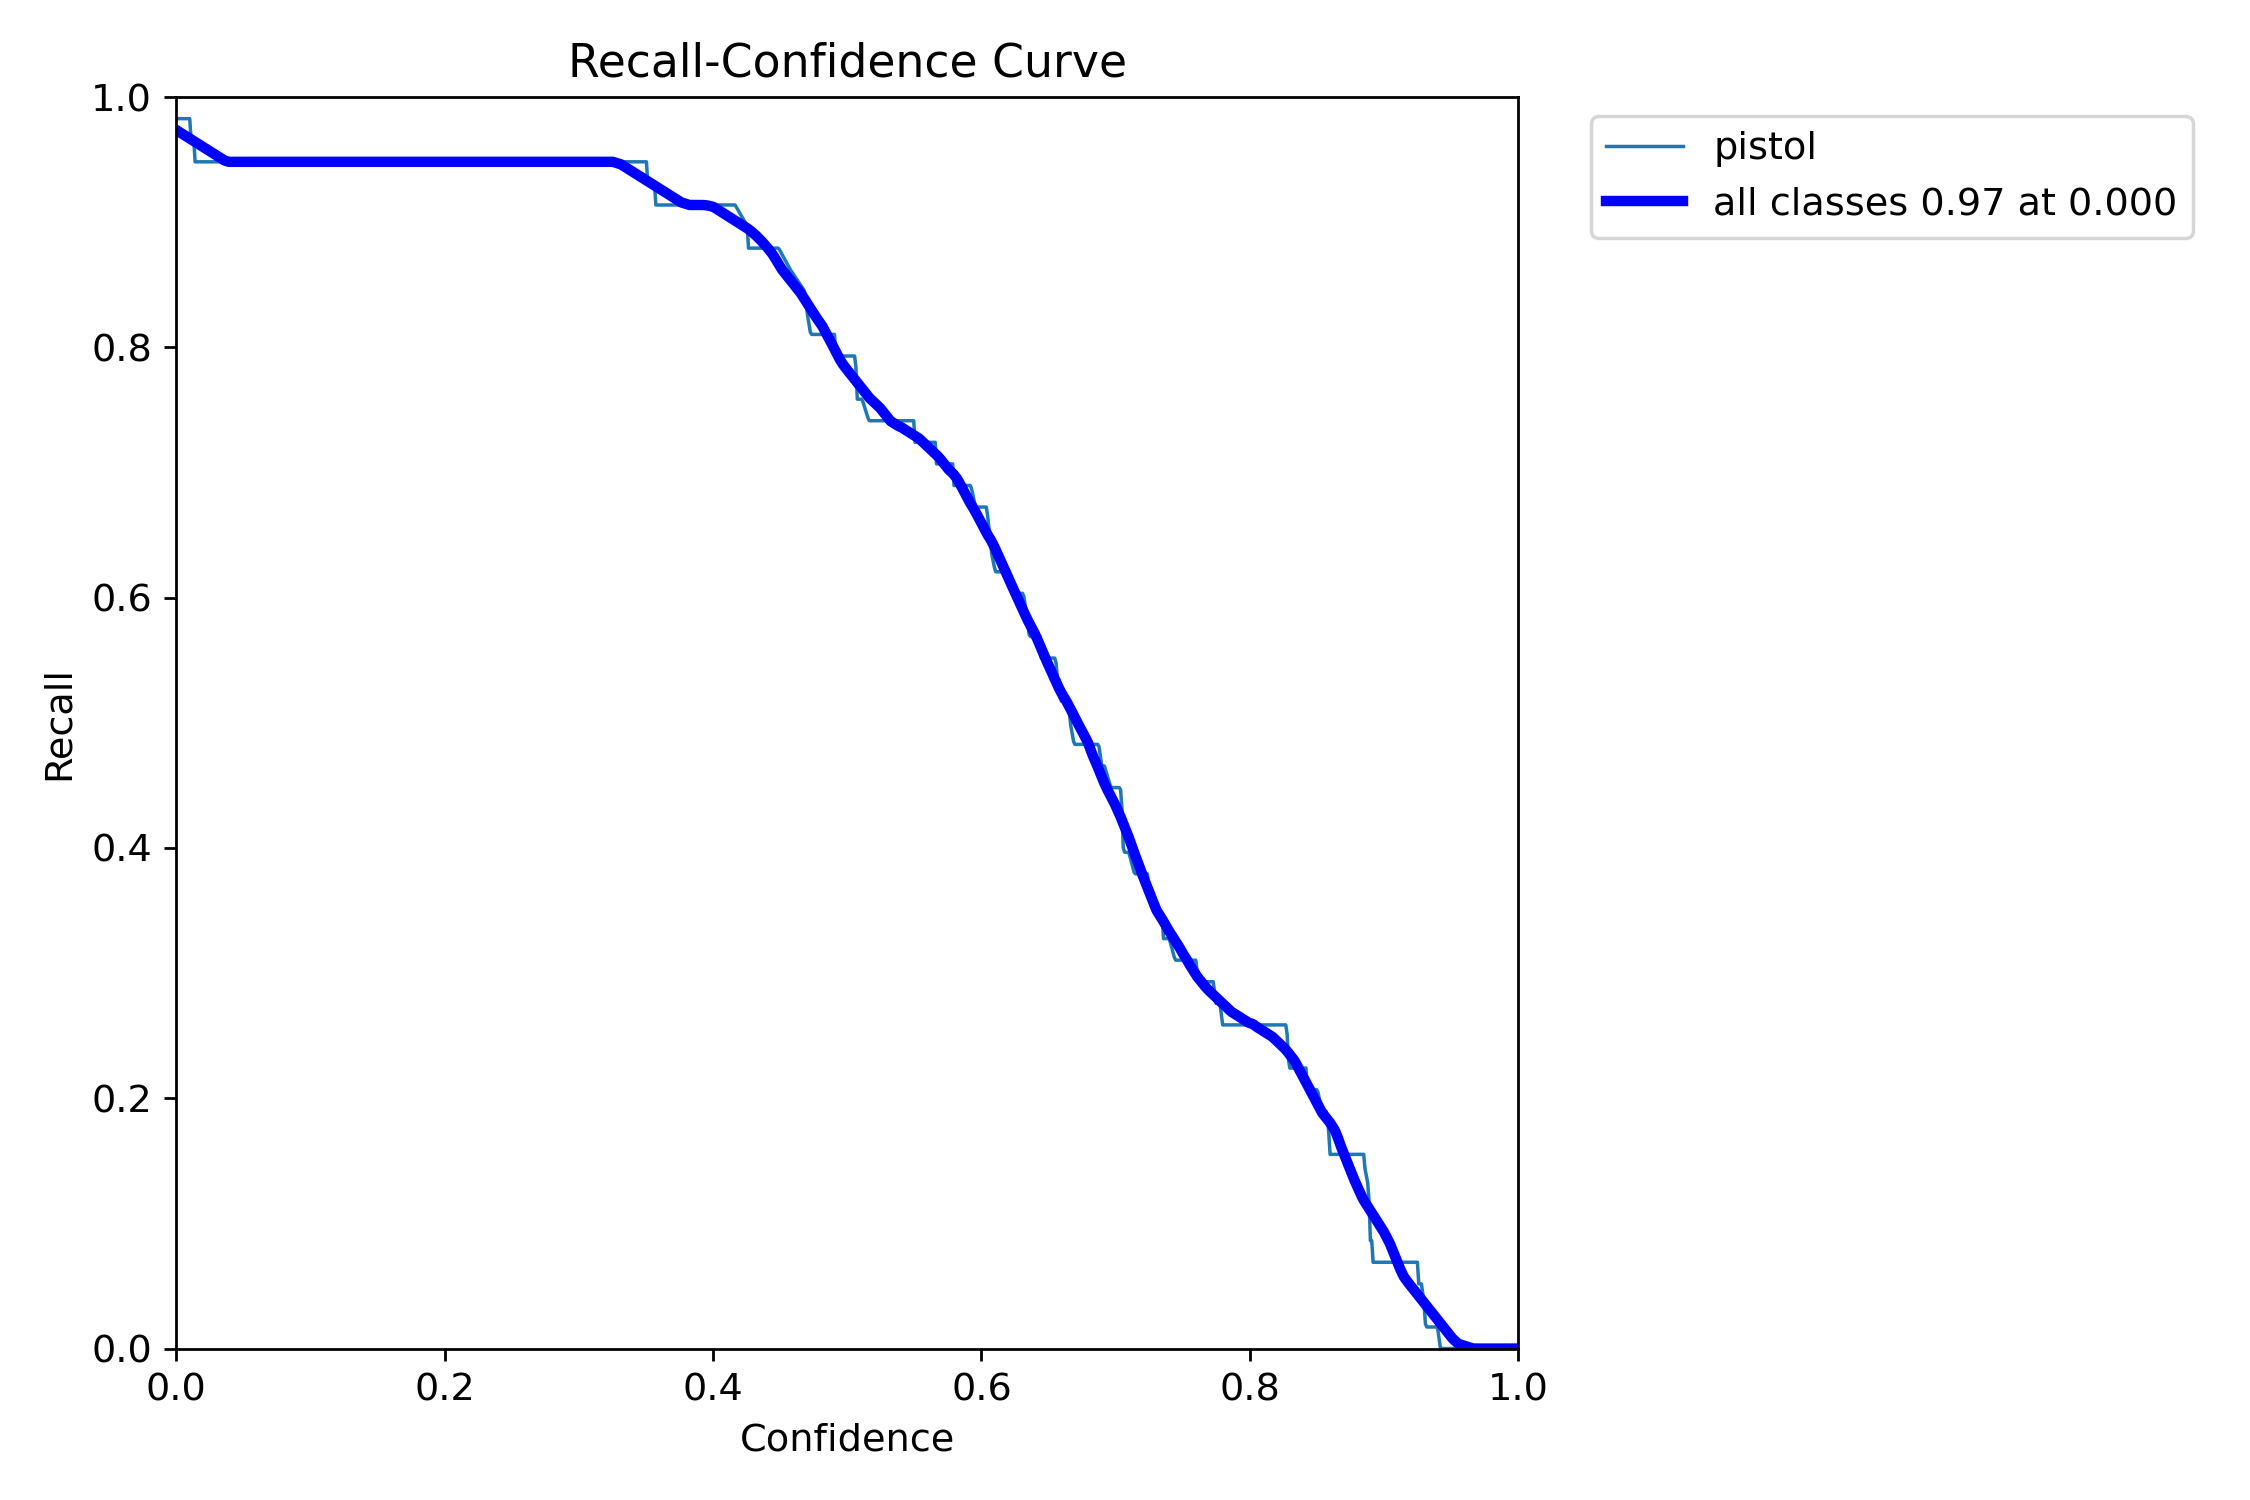 Recall-Confidence Curve
1.0
0.8
0.6
0.4
0.2
0.0
Recall
0.0 0.2 0.4 0.6 0.8 1.0
Confidence
pistol
all classes 0.97 at 0.000